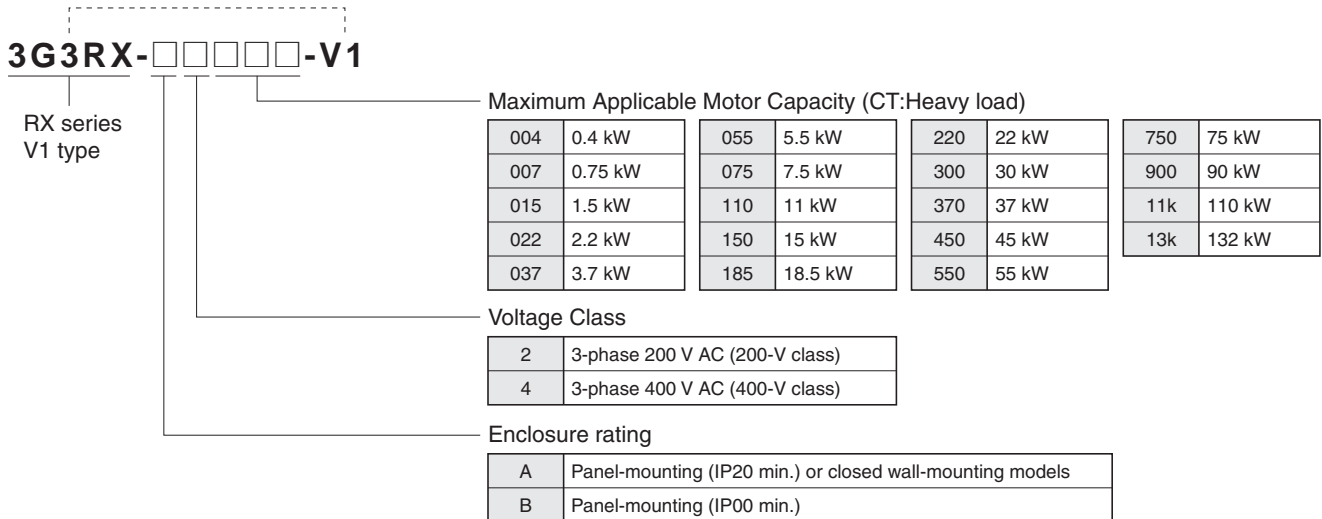 3G3RX-□□□□□-V1
RX series
V1 type
Maximum Applicable Motor Capacity (CT:Heavy load)
004 0.4 kW 055 5.5 kW 220 22 kW 750 75 kW
007 0.75 kW 075 7.5 kW 300 30 kW 900 90 kW
015 1.5 kW 110 11 kW 370 37 kW 11k 110 kW
022 2.2 kW 150 15 kW 450 45 kW 13k 132 kW
037 3.7 kW 185 18.5 kW 550 55 kW
Voltage Class
2 3-phase 200 V AC (200-V class)
4 3-phase 400 V AC (400-V class)
Enclosure rating
A Panel-mounting (IP20 min.) or closed wall-mounting models
B Panel-mounting (IP00 min.)